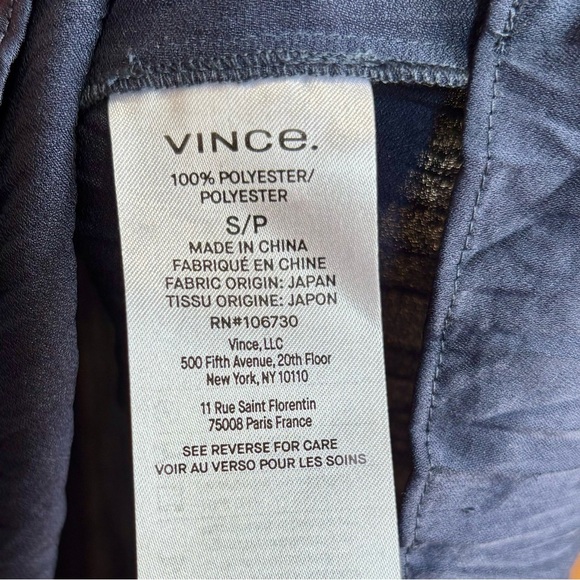 VINCE.
100% POLYESTER/
POLYESTER
S/P
MADE IN CHINA
FABRIQUÉ EN CHINE
FABRIC ORIGIN: JAPAN
TISSU ORIGINE: JAPON
RN#106730
Vince, LLC
500 Fifth Avenue, 20th Floor
New York, NY 10110
11 Rue Saint Florentin
75008 Paris France
SEE REVERSE FOR CARE
VOIR AU VERSO POUR LES SOINS